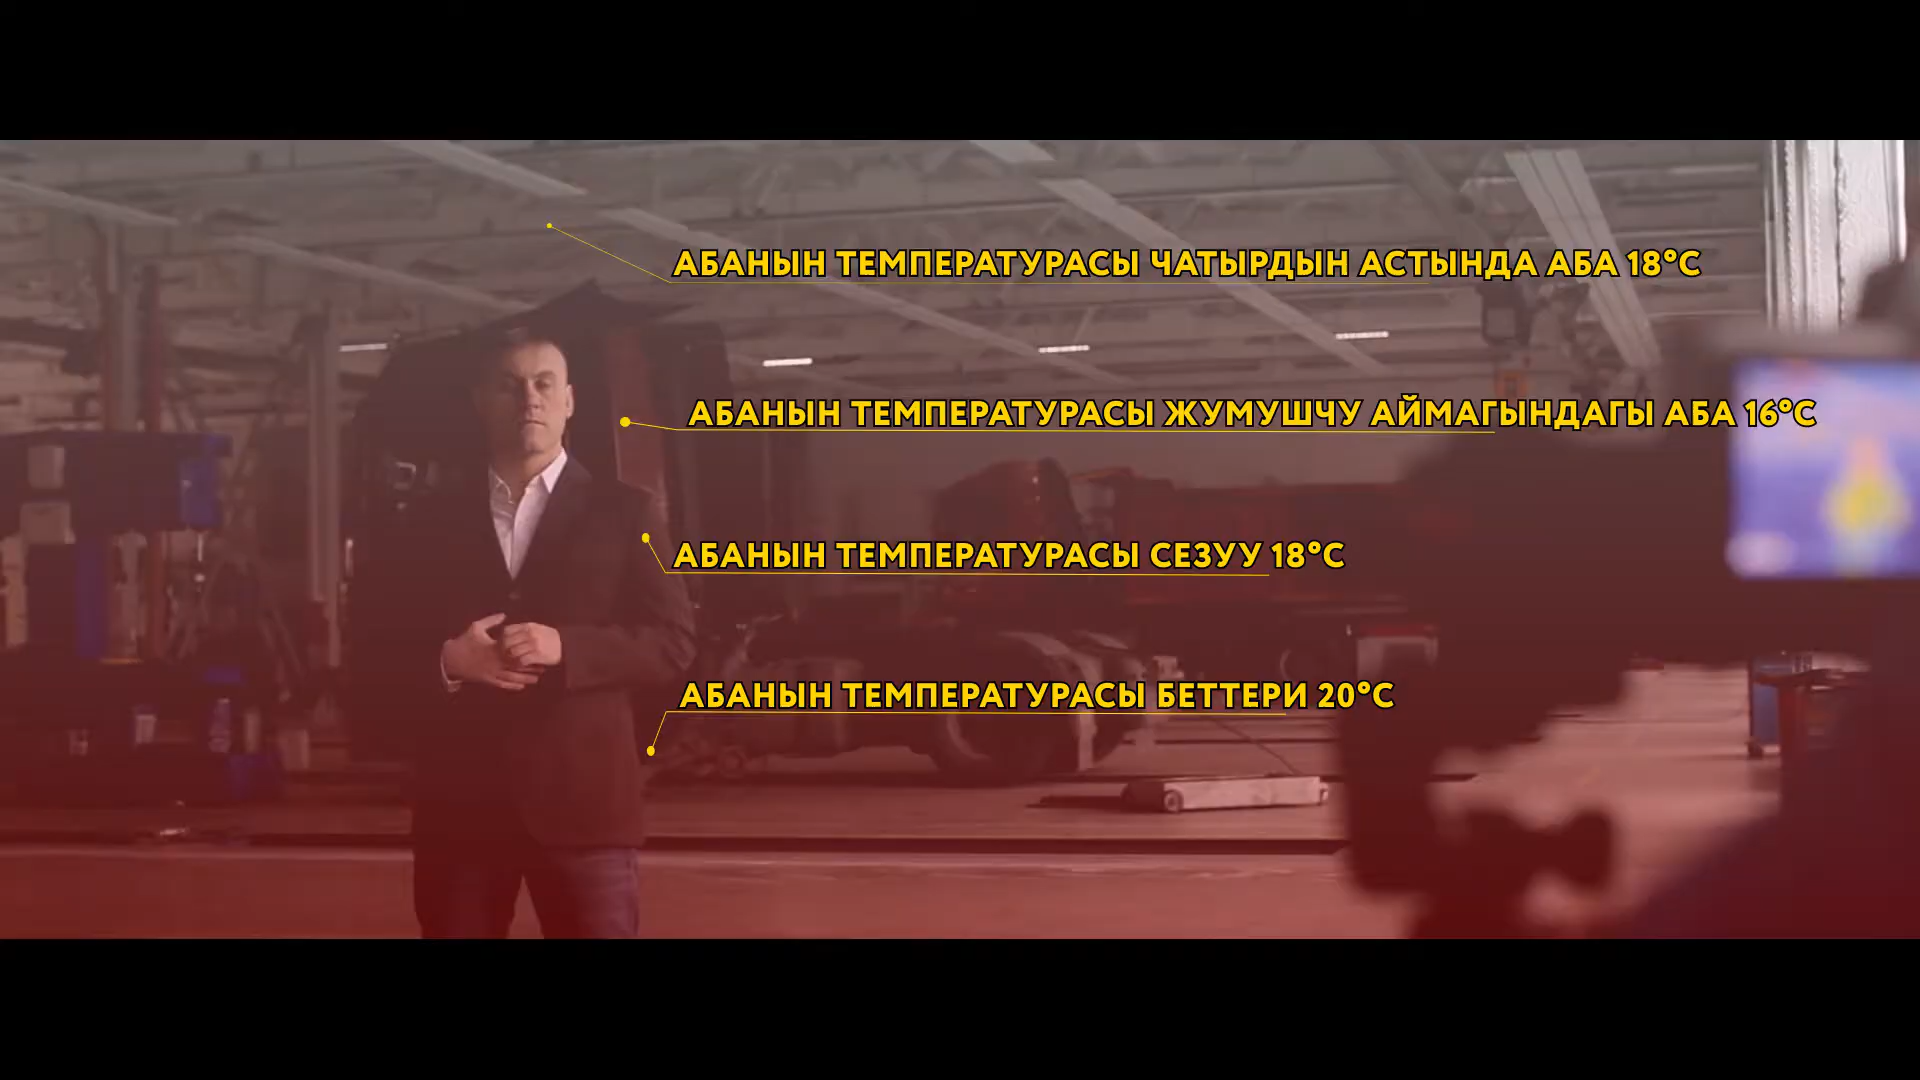 АБАНЫН ТЕМПЕРАТУРАСЫ ЧАТЫРДЫН АСТЫНДА АБА 18°C
АБАНЫН ТЕМПЕРАТУРАСЫ ЖУМУШЧУ АЙМАГЫНДАГЫ АБА 16°C
АБАНЫН ТЕМПЕРАТУРАСЫ СЕЗУУ 18°C
АБАНЫН ТЕМПЕРАТУРАСЫ БЕТТЕРИ 20°C